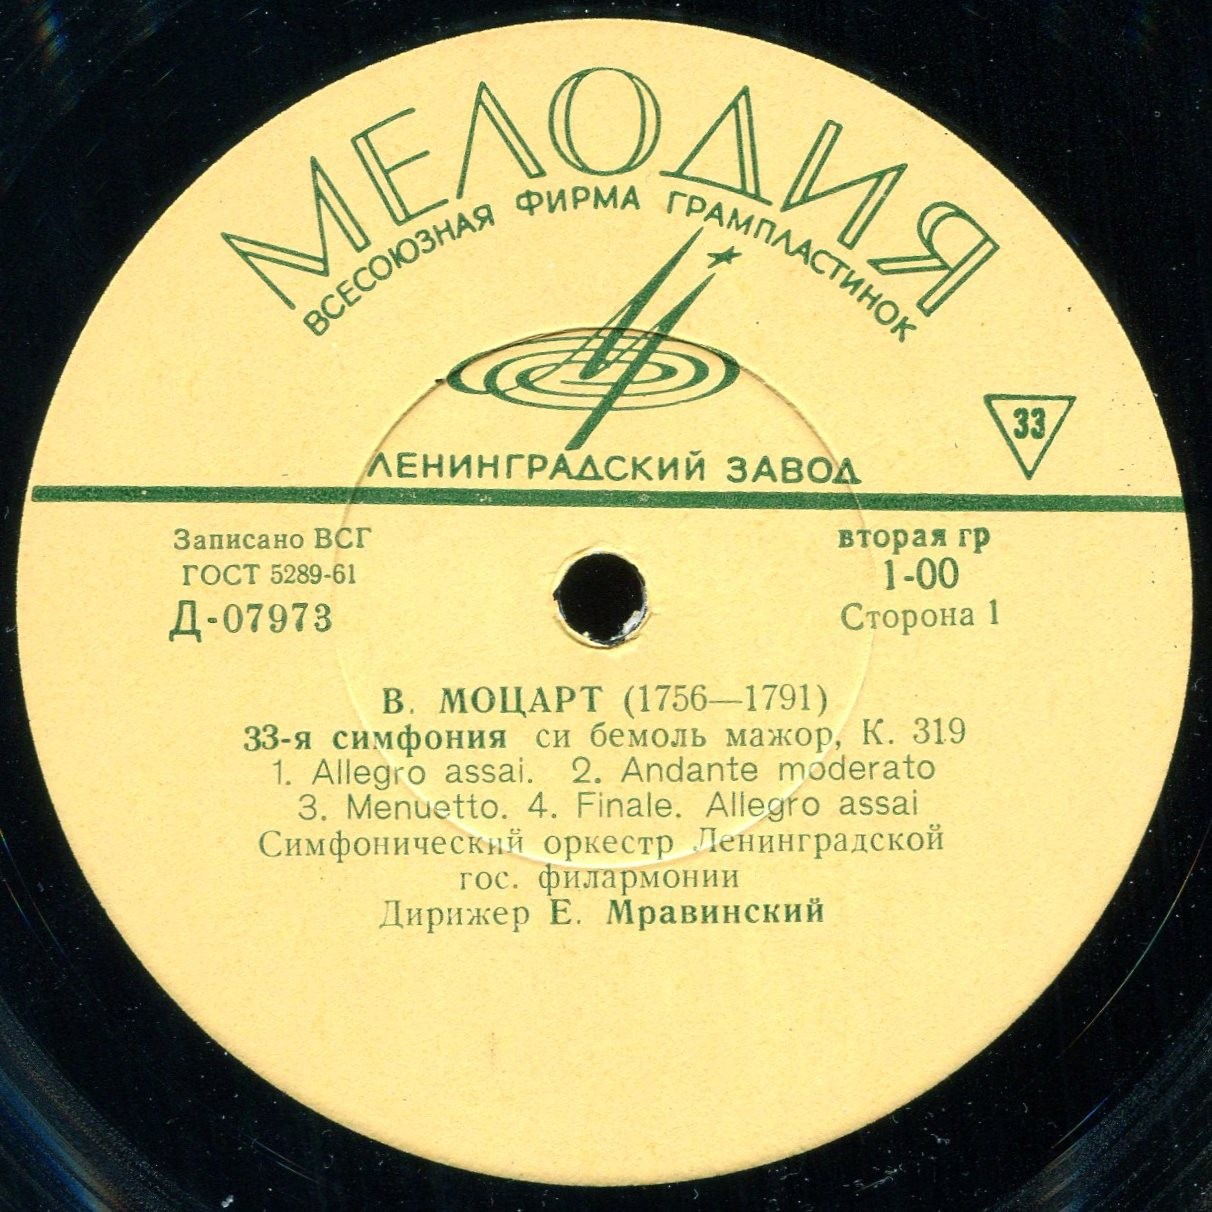 МЕЛОДИЯ
ВСЕСОЮЗНАЯ ФИРМА ГРАМПЛАСТИНОК
33
ЛЕНИНГРАДСКИЙ ЗАВОД
Записано ВСГ
ГОСТ 5289-61
Д-07973
вторая гр
1-00
Сторона 1
В. МОЦАРТ (1756—1791)
33-я симфония си бемоль мажор, К. 319
1. Allegro assai. 2. Andante moderato
3. Menuetto. 4. Finale. Allegro assai
Симфонический оркестр Ленинградской
гос. филармонии
Дирижер Е. Мравинский